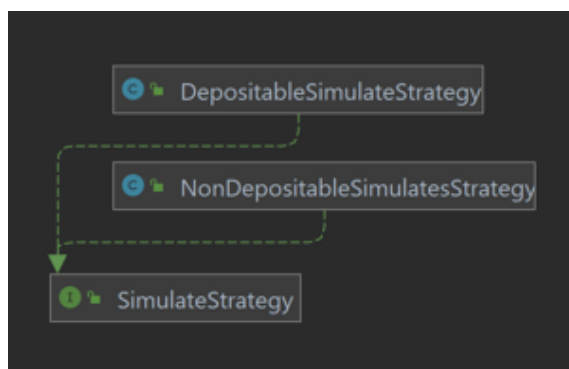 C DepositableSimulateStrategy
C NonDepositableSimulatesStrategy
I SimulateStrategy